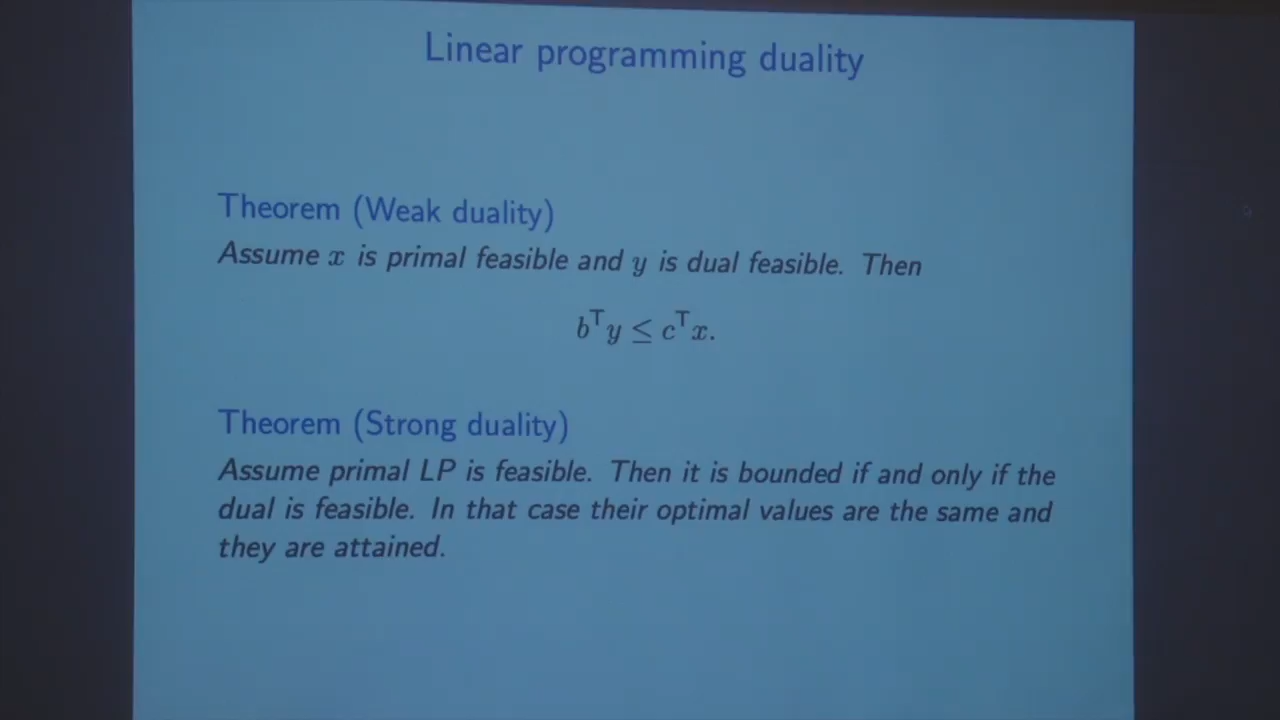 Linear programming duality
Theorem (Weak duality)
Assume x is primal feasible and y is dual feasible. Then
bᵀy ≤ cᵀx.
Theorem (Strong duality)
Assume primal LP is feasible. Then it is bounded if and only if the
dual is feasible. In that case their optimal values are the same and
they are attained.